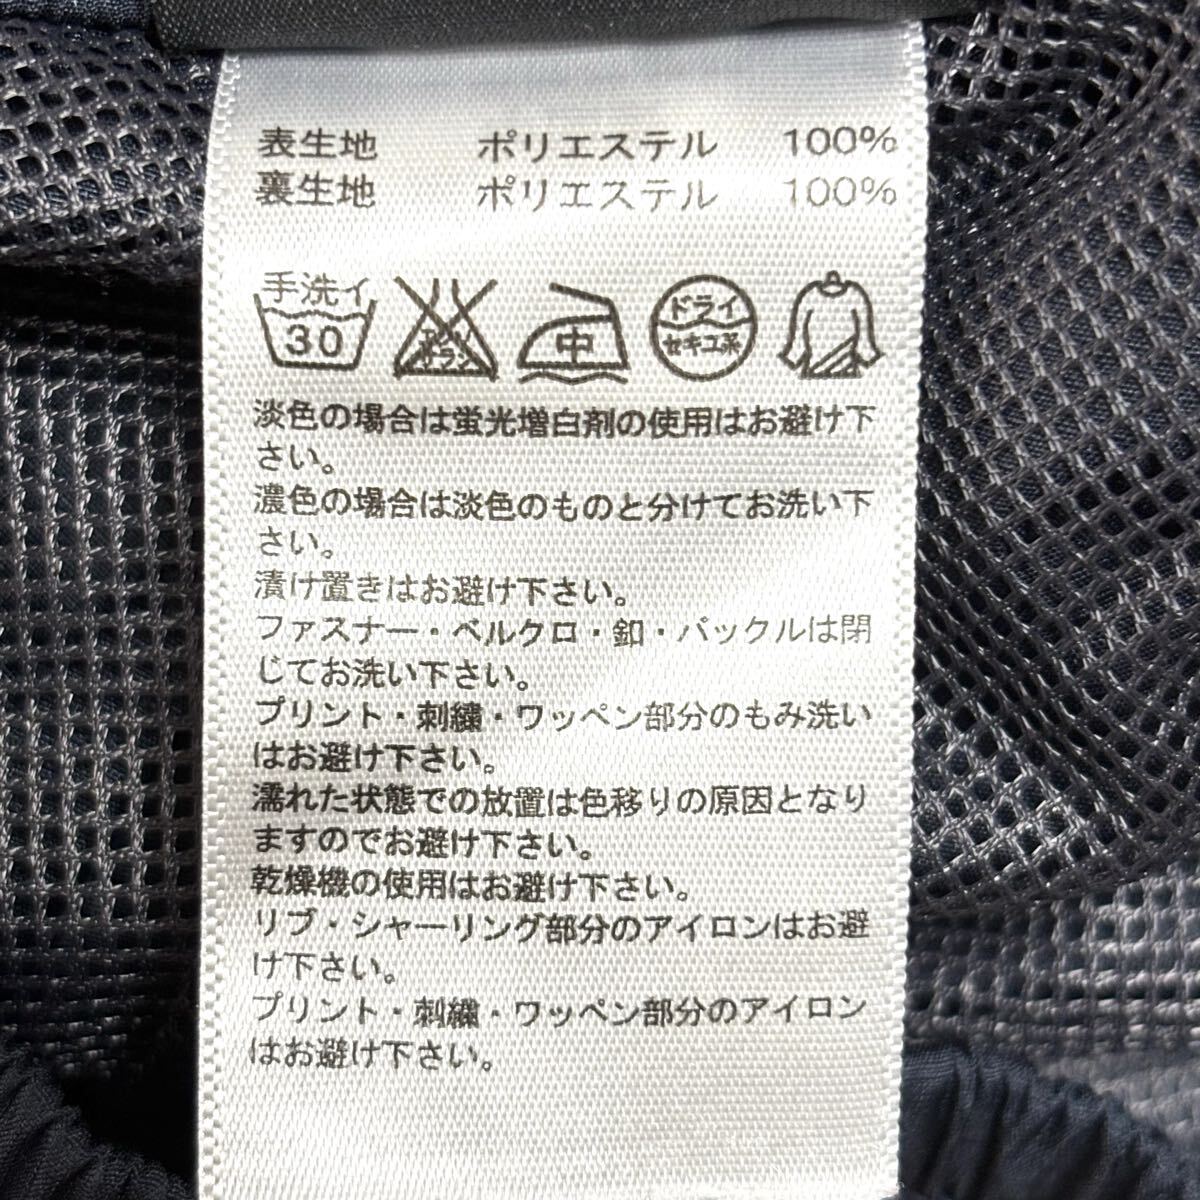 表生地 ポリエステル 100%
裏生地 ポリエステル 100%
手洗イ
30
エンソサラシ
中
ドライ
セキユ系
淡色の場合は蛍光増白剤の使用はお避け下
さい。
濃色の場合は淡色のものと分けてお洗い下
さい。
漬け置きはお避け下さい。
ファスナー・ベルクロ・釦・バックルは閉
じてお洗い下さい。
プリント・刺繍・ワッペン部分のもみ洗い
はお避け下さい。
濡れた状態での放置は色移りの原因となり
ますのでお避け下さい。
乾燥機の使用はお避け下さい。
リブ・シャーリング部分のアイロンはお避
け下さい。
プリント・刺繍・ワッペン部分のアイロン
はお避け下さい。